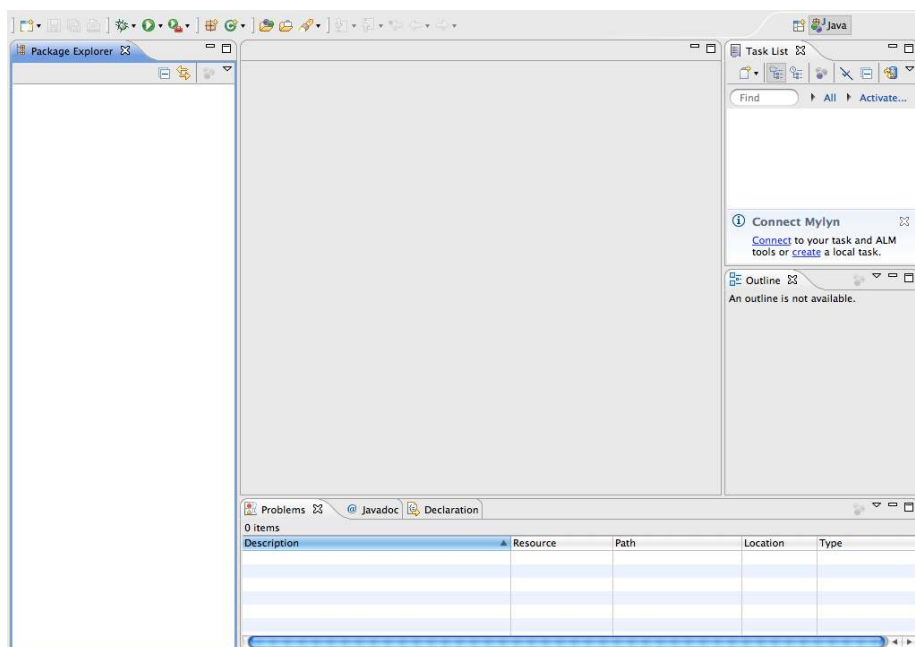 Java
Package Explorer
Task List
Find
All
Activate...
Connect Mylyn
Connect to your task and ALM
tools or create a local task.
Outline
An outline is not available.
Problems
@ Javadoc
Declaration
0 items
Description
Resource
Path
Location
Type